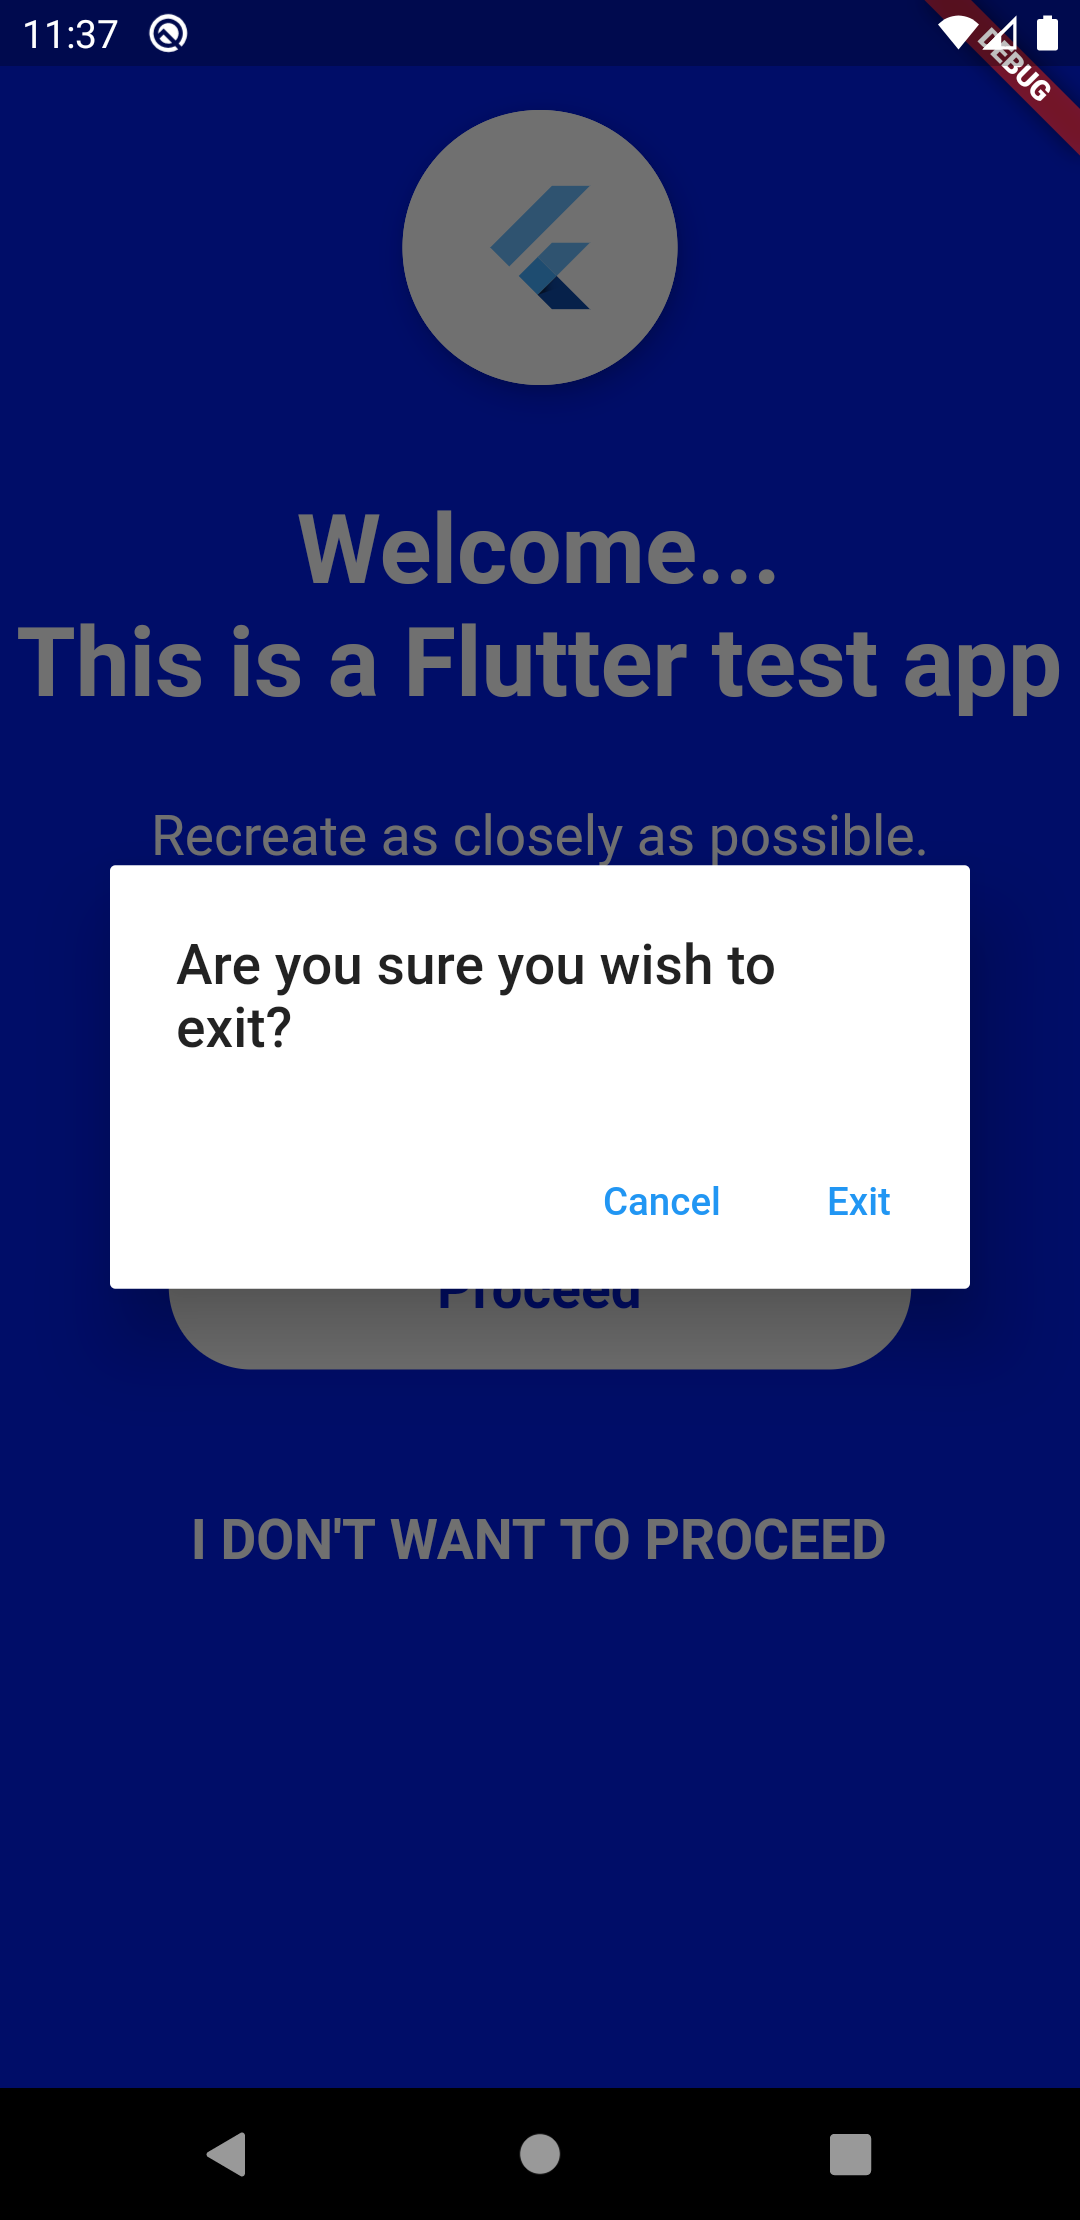 11:37
DEBUG
Welcome...
This is a Flutter test app
Recreate as closely as possible.
Are you sure you wish to
exit?
Cancel Exit
Proceed
I DON'T WANT TO PROCEED